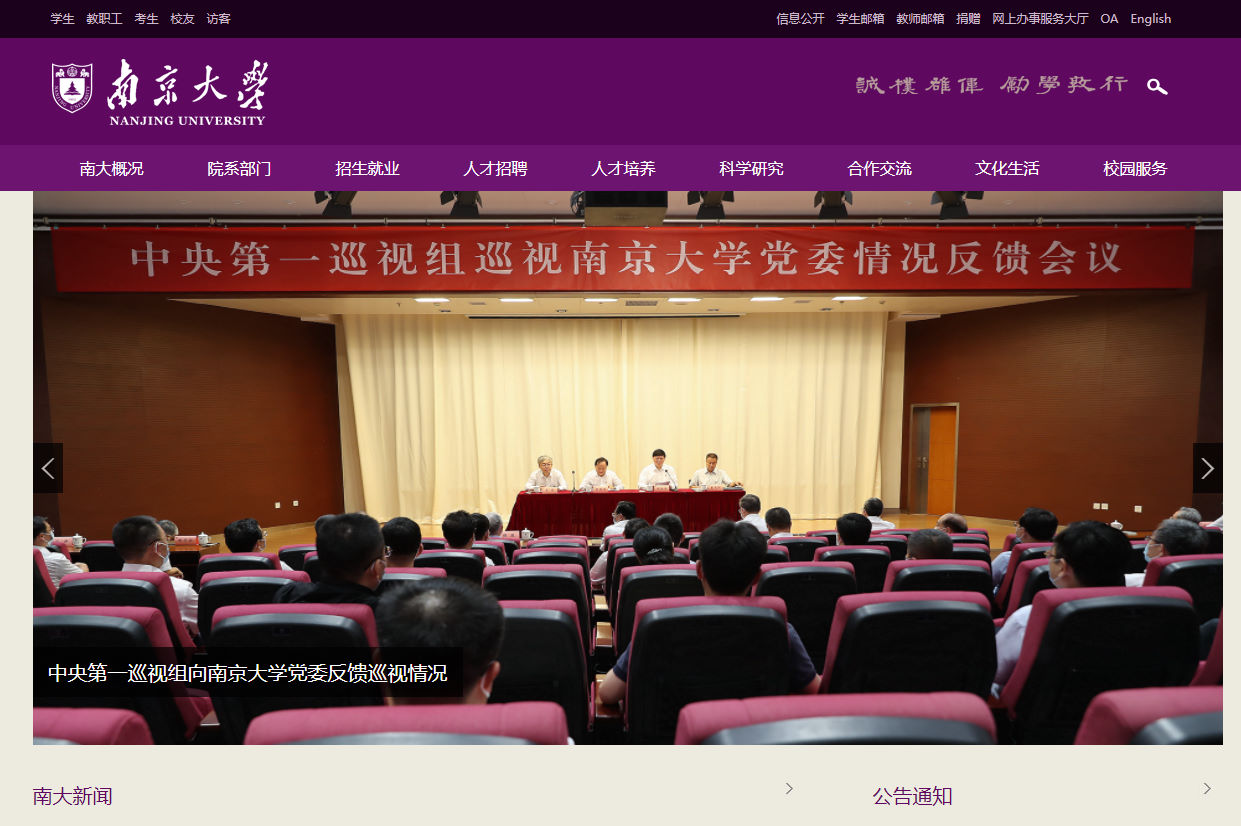 学生 教职工 考生 校友 访客
信息公开 学生邮箱 教师邮箱 捐赠 网上办事服务大厅 OA English
南京大學
NANJING UNIVERSITY
誠樸雄偉 勵學敦行
南大概况 院系部门 招生就业 人才招聘 人才培养 科学研究 合作交流 文化生活 校园服务
中央第一巡视组巡视南京大学党委情况反馈会议
中央第一巡视组向南京大学党委反馈巡视情况
南大新闻
公告通知